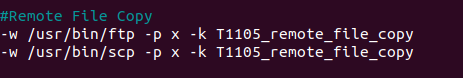 #Remote File Copy
-w /usr/bin/ftp -p x -k T1105_remote_file_copy
-w /usr/bin/scp -p x -k T1105_remote_file_copy